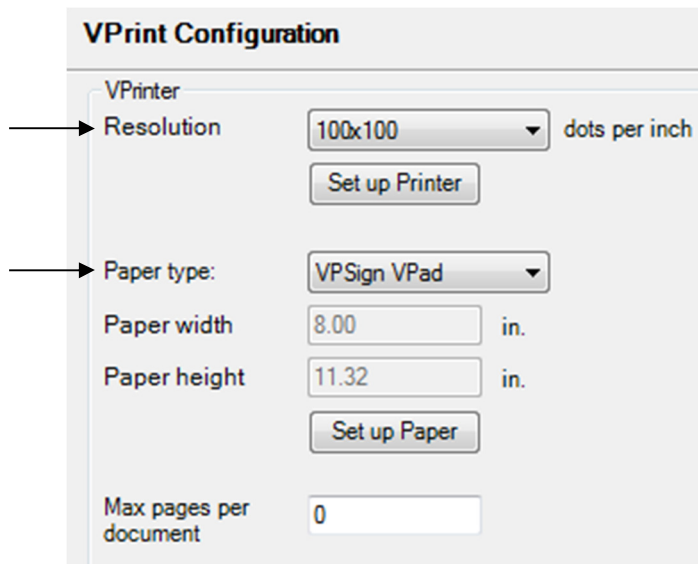 VPrint Configuration
VPrinter
Resolution 100x100 dots per inch
Set up Printer
Paper type: VPSign VPad
Paper width 8.00 in.
Paper height 11.32 in.
Set up Paper
Max pages per
document 0